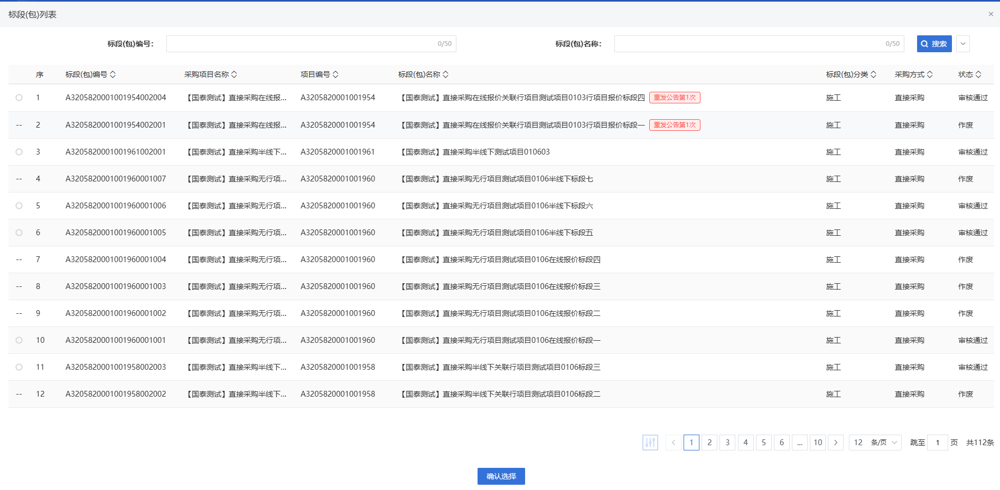 标段(包)列表 ×
标段(包)编号： 0/50 标段(包)名称： 0/50 搜索
序 标段(包)编号 采购项目名称 项目编号 标段(包)名称 标段(包)分类 采购方式 状态
1 A3205820001001954002004 【国泰测试】直接采购在线报... A3205820001001954 【国泰测试】直接采购在线报价关联行项目测试项目0103行项目报价标段四 重发公告第1次 施工 直接采购 审核通过
-- 2 A3205820001001954002001 【国泰测试】直接采购在线报... A3205820001001954 【国泰测试】直接采购在线报价关联行项目测试项目0103行项目报价标段一 重发公告第1次 施工 直接采购 作废
3 A3205820001001961002001 【国泰测试】直接采购半线下... A3205820001001961 【国泰测试】直接采购半线下测试项目010603 施工 直接采购 审核通过
-- 4 A3205820001001960001007 【国泰测试】直接采购无行项... A3205820001001960 【国泰测试】直接采购无行项目测试项目0106半线下标段七 施工 直接采购 作废
5 A3205820001001960001006 【国泰测试】直接采购无行项... A3205820001001960 【国泰测试】直接采购无行项目测试项目0106半线下标段六 施工 直接采购 审核通过
6 A3205820001001960001005 【国泰测试】直接采购无行项... A3205820001001960 【国泰测试】直接采购无行项目测试项目0106半线下标段五 施工 直接采购 审核通过
-- 7 A3205820001001960001004 【国泰测试】直接采购无行项... A3205820001001960 【国泰测试】直接采购无行项目测试项目0106在线报价标段四 施工 直接采购 作废
-- 8 A3205820001001960001003 【国泰测试】直接采购无行项... A3205820001001960 【国泰测试】直接采购无行项目测试项目0106在线报价标段三 施工 直接采购 作废
-- 9 A3205820001001960001002 【国泰测试】直接采购无行项... A3205820001001960 【国泰测试】直接采购无行项目测试项目0106在线报价标段二 施工 直接采购 作废
10 A3205820001001960001001 【国泰测试】直接采购无行项... A3205820001001960 【国泰测试】直接采购无行项目测试项目0106在线报价标段一 施工 直接采购 审核通过
11 A3205820001001958002003 【国泰测试】直接采购半线下... A3205820001001958 【国泰测试】直接采购半线下关联行项目测试项目0106标段三 施工 直接采购 审核通过
-- 12 A3205820001001958002002 【国泰测试】直接采购半线下... A3205820001001958 【国泰测试】直接采购半线下关联行项目测试项目0106标段二 施工 直接采购 作废
1 2 3 4 5 6 ... 10 12 条/页 跳至 1 页 共112条
确认选择